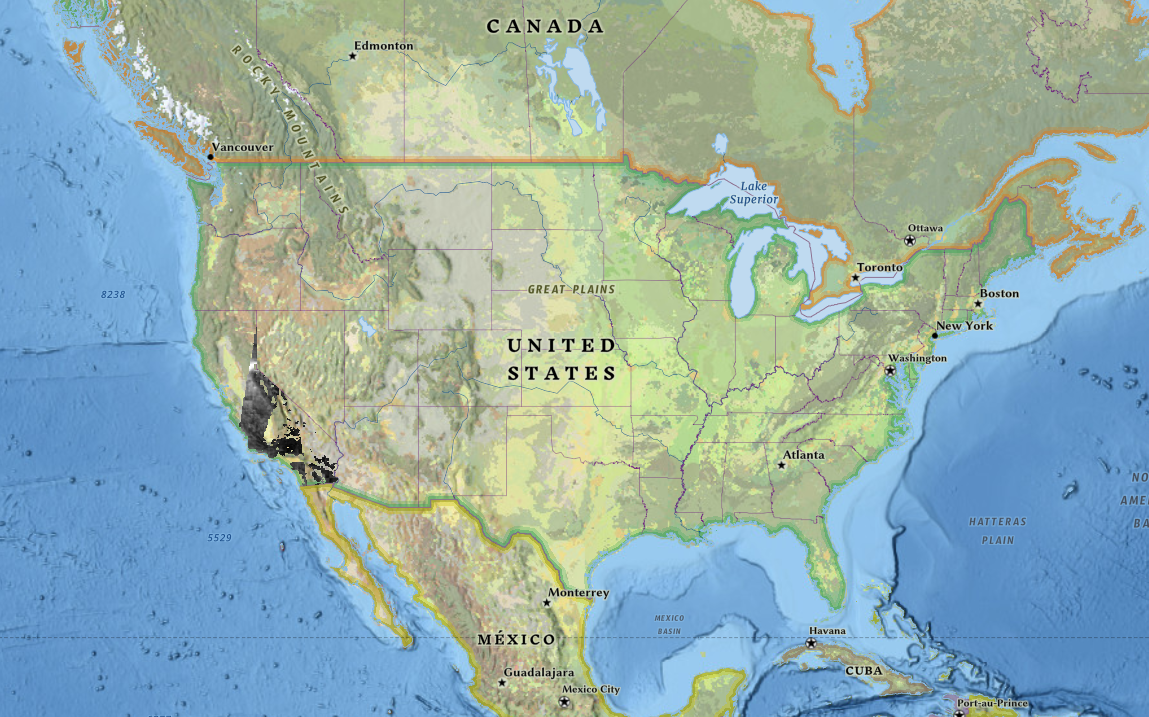 CANADA
Edmonton
ROCKY MOUNTAINS
Vancouver
Lake
Superior
Ottawa
Toronto
8238
GREAT PLAINS
Boston
New York
UNITED
STATES
Washington
Atlanta
NO
AME
BA
HATTERAS
PLAIN
5529
Monterrey
MEXICO
BASIN
Havana
MÉXICO
CUBA
Guadalajara
Mexico City
Port-au-Prince